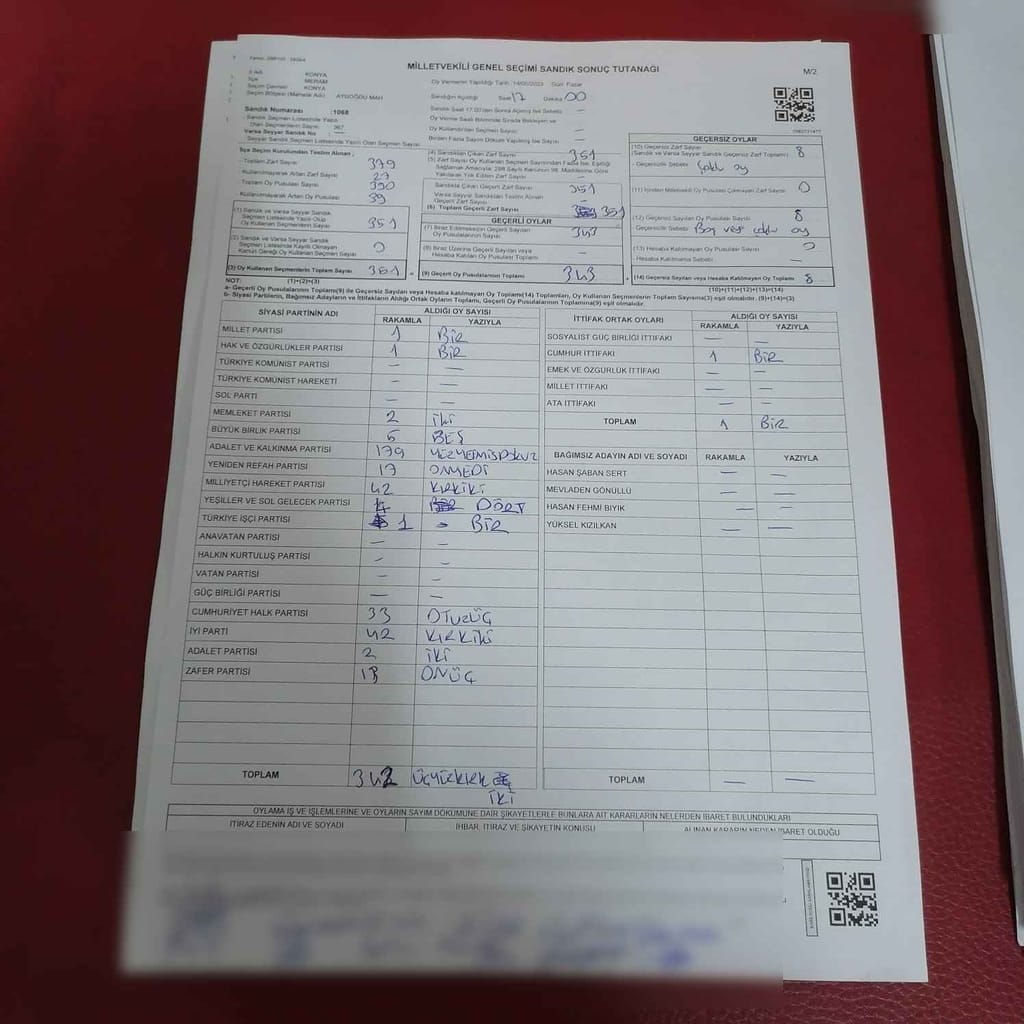 MİLLETVEKİLİ GENEL SEÇİMİ SANDIK SONUÇ TUTANAĞI
M/2
İl Adı KONYA
İlçe MERAM
Seçim Çevresi KONYA
Seçim Bölgesi (Mahalle Adı) AYDOĞDU MAH
Oy Vermenin Yapıldığı Tarih :14/05/2023 Gün: Pazar
Sandığın Açıldığı Saat 17 Dakika 00
Sandık Numarası :1068
- Sandık Seçmen Listesinde Yazılı
Olan Seçmenlerin Sayısı 367
Varsa Seyyar Sandık No —
Seyyar Sandık Seçmen Listesinde Yazılı Olan Seçmen Sayısı
Sandık Saat 17.00'den Sonra Açılmış İse Sebebi: —
Oy Verme Saati Bitiminde Sırada Bekleyen ve
Oy Kullandırılan Seçmen Sayısı —
Birden Fazla Sayım Döküm Yapılmış İse Sayısı
İlçe Seçim Kurulundan Teslim Alınan;
- Toplam Zarf Sayısı 379
- Kullanılmayarak Artan Zarf Sayısı 27
- Toplam Oy Pusulası Sayısı 390
- Kullanılmayarak Artan Oy Pusulası 39
(1) Sandık ve Varsa Seyyar Sandık
Seçmen Listesinde Yazılı Olup
Oy Kullanan Seçmen Sayısı 351
(2) Sandık ve Varsa Seyyar Sandık
Seçmen Listesinde Kaydı Olmayan
Kanun Gereği Oy Kullanan Seçmen Sayısı 0
(3) Oy Kullanan Seçmenlerin Toplam Sayısı 351
(1)+(2)=(3)
(4) Sandıktan Çıkan Zarf Sayısı 351
(5) Zarf Sayısı Oy Kullanan Seçmen Sayısından Fazla İse, Eşitliği
Sağlamak Amacıyla, 298 Sayılı Kanunun 98. Maddesine Göre
Yakılarak Yok Edilen Zarf Sayısı —
Sandıkta Çıkan Geçerli Zarf Sayısı 351
Varsa Seyyar Sandıktan Teslim Alınan
Geçerli Zarf Sayısı —
(6) Toplam Geçerli Zarf Sayısı 351
GEÇERLİ OYLAR
(7) İtiraz Edilmeksizin Geçerli Sayılan
Oy Pusulalarının Sayısı 343
(8) İtiraz Üzerine Geçerli Sayılan veya
Hesaba Katılan Oy Pusulası Toplamı —
(9) Geçerli Oy Pusulalarının Toplamı 343
GEÇERSİZ OYLAR
(10) Geçersiz Zarf Sayısı 8
(Sandık ve Varsa Seyyar Sandık Geçersiz Zarf Toplamı)
- Geçersizlik Sebebi: Çoklu oy
(11) İçinden Milletvekili Oy Pusulası Çıkmayan Zarf Sayısı 0
(12) Geçersiz Sayılan Oy Pusulası Sayısı 8
- Geçersizlik Sebebi Boş veya çoklu oy
(13) Hesaba Katılmayan Oy Pusulası Sayısı 0
- Hesaba Katılmama Sebebi —
(14) Geçersiz Sayılan veya Hesaba Katılmayan Oy Pusulası Toplamı 8
(10)+(11)+(12)+(13)=(14)
NOT:
a- Geçerli Oy Pusulalarının Toplamı(9) ile Geçersiz Sayılan veya Hesaba katılmayan Oy Pusulası Toplamı(14) Toplamları, Oy Kullanan Seçmenlerin Toplam Sayısına(3) eşit olmalıdır. (9)+(14)=(3)
b- Siyasi Partilerin, Bağımsız Adayların ve İttifakların Aldığı Ortak Oyların Toplamı, Geçerli Oy Pusulalarının Toplamına(9) eşit olmalıdır.
SİYASİ PARTİNİN ADI ALDIĞI OY SAYISI
RAKAMLA YAZIYLA
MİLLET PARTİSİ 1 BİR
HAK VE ÖZGÜRLÜKLER PARTİSİ 1 BİR
TÜRKİYE KOMÜNİST PARTİSİ — —
TÜRKİYE KOMÜNİST HAREKETİ — —
SOL PARTİ — —
MEMLEKET PARTİSİ 2 İKİ
BÜYÜK BİRLİK PARTİSİ 5 BEŞ
ADALET VE KALKINMA PARTİSİ 179 YÜZYETMİŞDOKUZ
YENİDEN REFAH PARTİSİ 17 ONYEDİ
MİLLİYETÇİ HAREKET PARTİSİ 42 KIRKİKİ
YEŞİLLER VE SOL GELECEK PARTİSİ 4 DÖRT
TÜRKİYE İŞÇİ PARTİSİ 1 BİR
ANAVATAN PARTİSİ — —
HALKIN KURTULUŞ PARTİSİ — —
VATAN PARTİSİ — —
GÜÇ BİRLİĞİ PARTİSİ — —
CUMHURİYET HALK PARTİSİ 33 OTUZÜÇ
İYİ PARTİ 42 KIRKİKİ
ADALET PARTİSİ 2 İKİ
ZAFER PARTİSİ 13 ONÜÇ
TOPLAM 342 ÜÇYÜZKIRK
İKİ
İTTİFAK ORTAK OYLARI ALDIĞI OY SAYISI
RAKAMLA YAZIYLA
SOSYALİST GÜÇ BİRLİĞİ İTTİFAKI — —
CUMHUR İTTİFAKI 1 BİR
EMEK VE ÖZGÜRLÜK İTTİFAKI — —
MİLLET İTTİFAKI — —
ATA İTTİFAKI — —
TOPLAM 1 BİR
BAĞIMSIZ ADAYIN ADI VE SOYADI RAKAMLA YAZIYLA
HASAN ŞABAN SERT — —
MEVLADEN GÖNÜLLÜ — —
HASAN FEHMİ BIYIK — —
YÜKSEL KIZILKAN — —
TOPLAM — —
OYLAMA İŞ VE İŞLEMLERİNE VE OYLARIN SAYIM DÖKÜMÜNE DAİR ŞİKAYETLERLE BUNLARA AİT KARARLARIN NELERDEN İBARET BULUNDUKLARI
İTİRAZ EDENİN ADI VE SOYADI İHBAR, İTİRAZ VE ŞİKAYETİN KONUSU ALINAN KARARIN NEDEN İBARET OLDUĞU